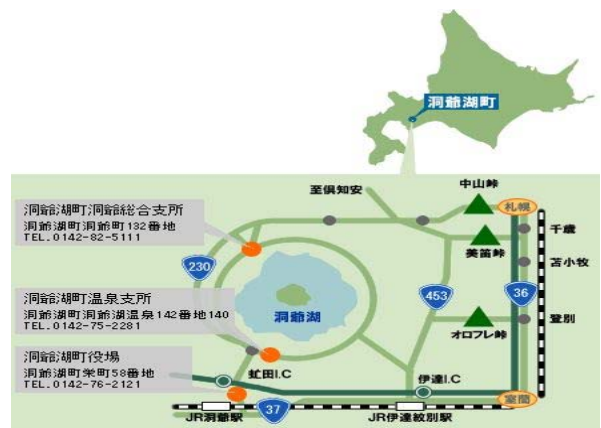 洞爺湖町
至倶知安
中山峠
札幌
洞爺湖町洞爺総合支所
洞爺湖町洞爺町132番地
TEL.0142-82-5111
千歳
美笛峠
230
苫小牧
453
36
洞爺湖町温泉支所
洞爺湖町洞爺湖温泉142番地140
TEL.0142-75-2281
洞爺湖
登別
オロフレ峠
洞爺湖町役場
洞爺湖町栄町58番地
TEL.0142-76-2121
虻田I.C
伊達I.C
室蘭
37
JR洞爺駅
JR伊達紋別駅